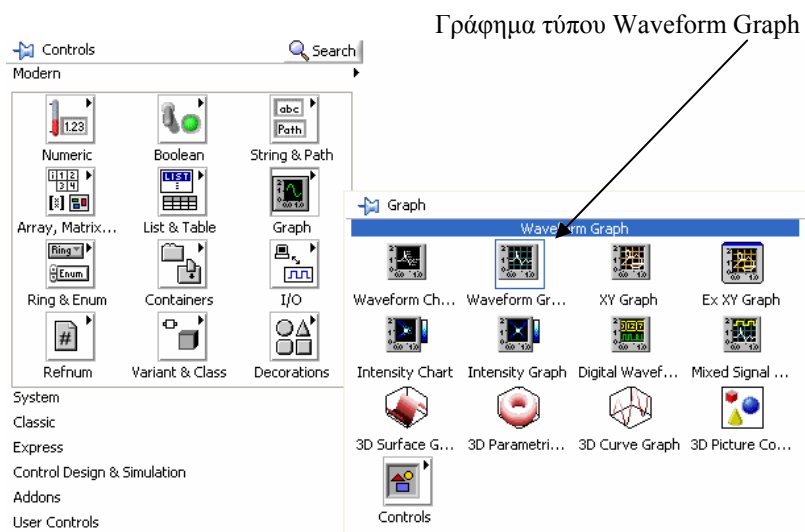 Γράφημα τύπου Waveform Graph
Controls
Search
Modern
1.23
abc
Path
Numeric
Boolean
String & Path
LIST
Array, Matrix...
List & Table
Graph
Ring
Enum
Ring & Enum
Containers
I/O
#
Refnum
Variant & Class
Decorations
System
Classic
Express
Control Design & Simulation
Addons
User Controls
Graph
Waveform Graph
Waveform Ch...
Waveform Gr...
XY Graph
Ex XY Graph
Intensity Chart
Intensity Graph
Digital Wavef...
Mixed Signal ...
3D Surface G...
3D Parametri...
3D Curve Graph
3D Picture Co...
Controls